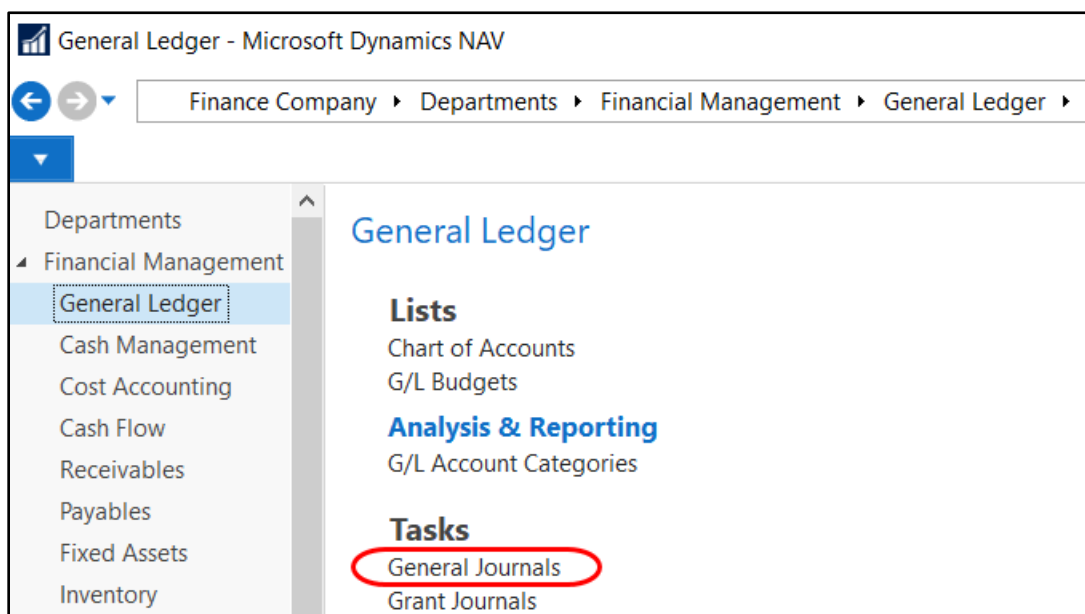 General Ledger - Microsoft Dynamics NAV
Finance Company ▸ Departments ▸ Financial Management ▸ General Ledger ▸
Departments
Financial Management
General Ledger
Cash Management
Cost Accounting
Cash Flow
Receivables
Payables
Fixed Assets
Inventory
General Ledger
Lists
Chart of Accounts
G/L Budgets
Analysis & Reporting
G/L Account Categories
Tasks
General Journals
Grant Journals